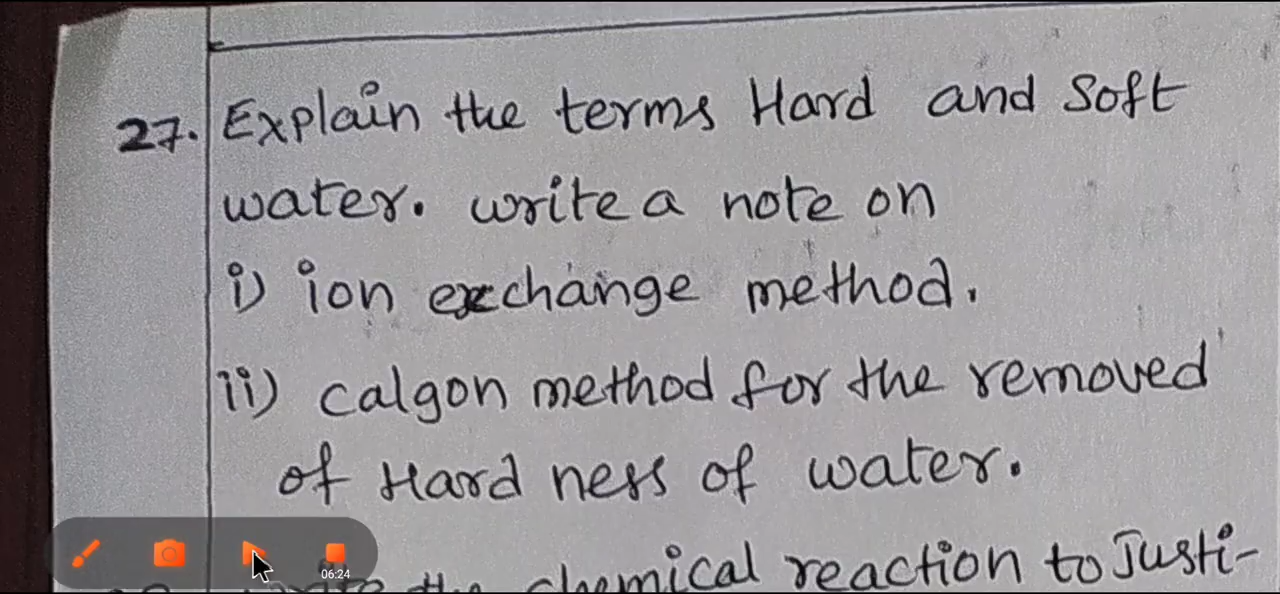 27. Explain the terms Hard and Soft
water. write a note on
i) ion exchange method.
ii) calgon method for the removed
of Hard ness of water.
the chemical reaction to Justi-
06:24